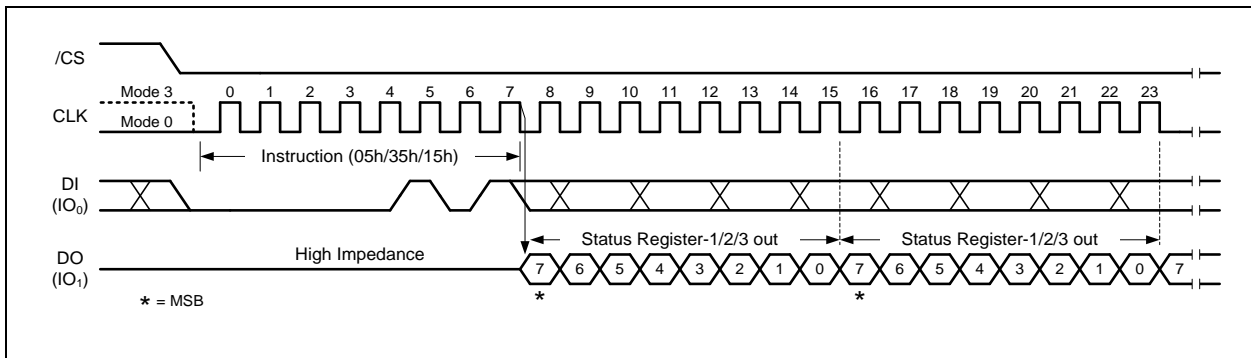 /CS
Mode 3
0 1 2 3 4 5 6 7 8 9 10 11 12 13 14 15 16 17 18 19 20 21 22 23
CLK
Mode 0
Instruction (05h/35h/15h)
DI
(IO0)
Status Register-1/2/3 out Status Register-1/2/3 out
High Impedance
DO
(IO1)
7 6 5 4 3 2 1 0 7 6 5 4 3 2 1 0 7
* *
* = MSB